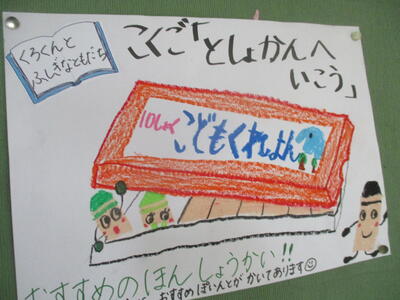 くろくんと
ふしぎなともだち
こくご「としょかんへ
いこう」
10しょく
こどもくれよん
おすすめのほん しょうかい!!
おすすめ ぽいんとが かいてあります